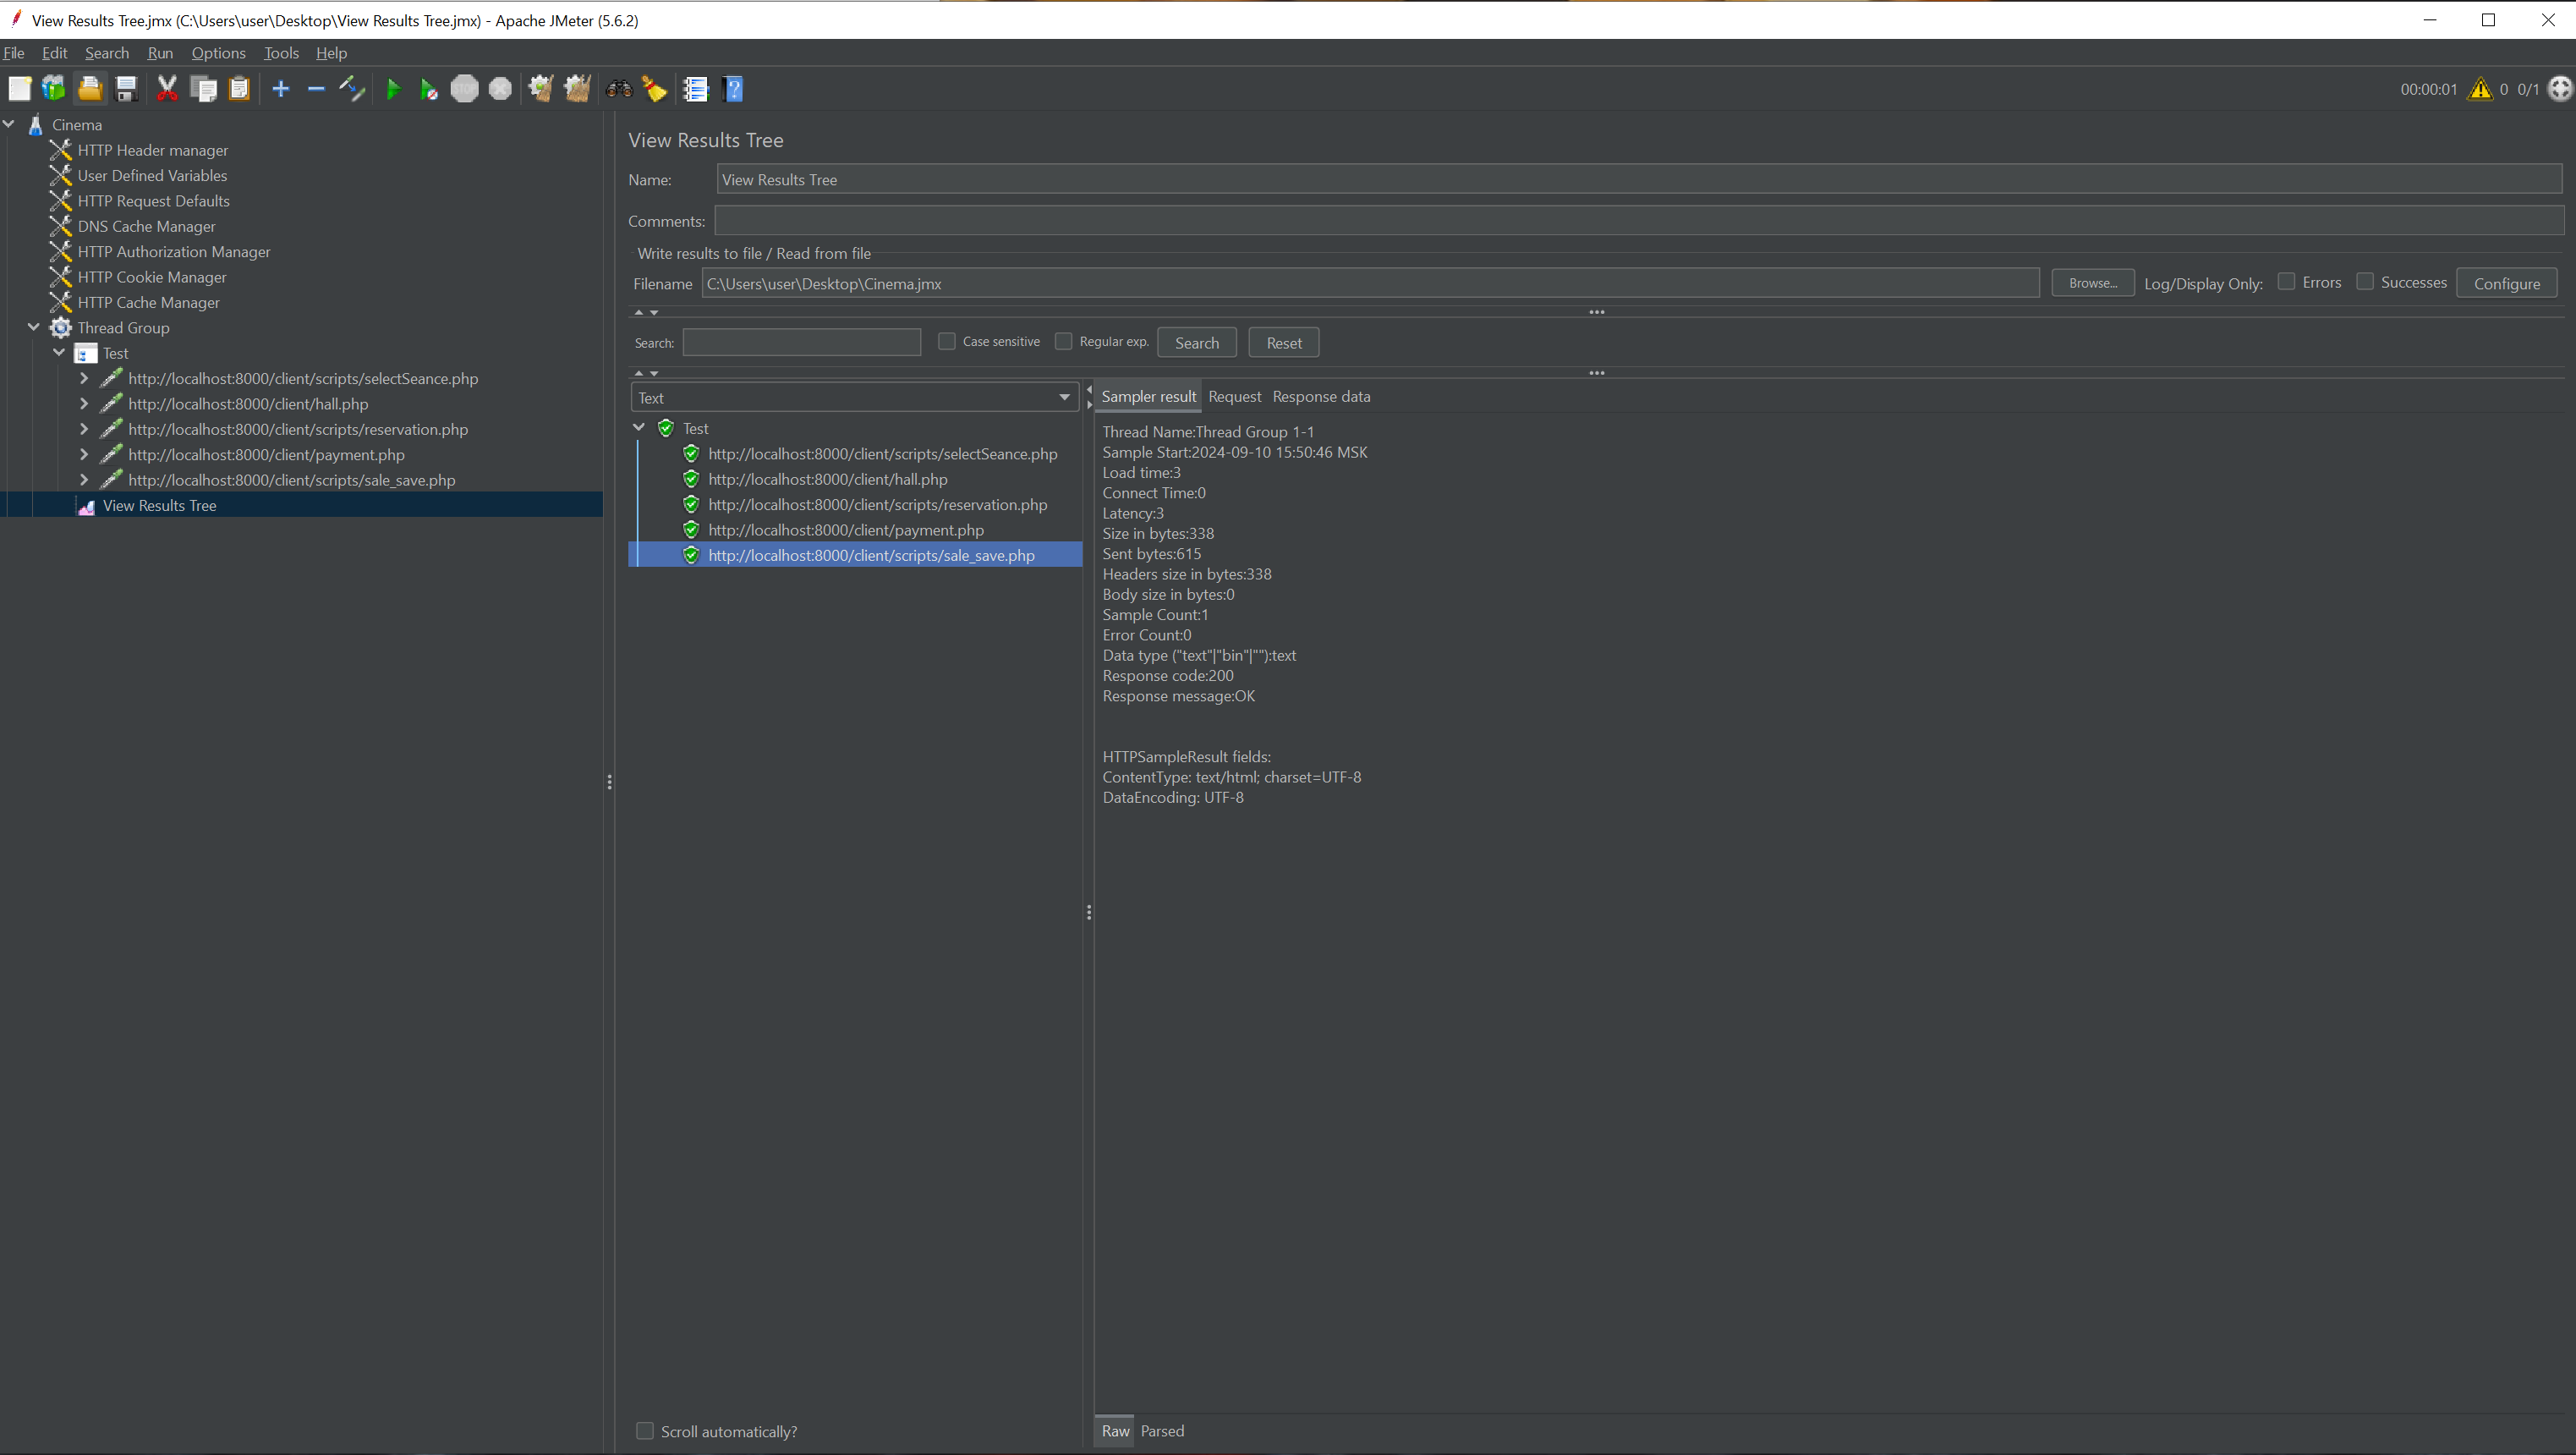 View Results Tree.jmx (C:\Users\user\Desktop\View Results Tree.jmx) - Apache JMeter (5.6.2)
File Edit Search Run Options Tools Help
STOP
00:00:01 0 0/1
Cinema
HTTP Header manager
User Defined Variables
HTTP Request Defaults
DNS Cache Manager
HTTP Authorization Manager
HTTP Cookie Manager
HTTP Cache Manager
Thread Group
Test
http://localhost:8000/client/scripts/selectSeance.php
http://localhost:8000/client/hall.php
http://localhost:8000/client/scripts/reservation.php
http://localhost:8000/client/payment.php
http://localhost:8000/client/scripts/sale_save.php
View Results Tree
View Results Tree
Name: View Results Tree
Comments:
Write results to file / Read from file
Filename C:\Users\user\Desktop\Cinema.jmx Browse... Log/Display Only: Errors Successes Configure
Search: Case sensitive Regular exp. Search Reset
Text
Test
http://localhost:8000/client/scripts/selectSeance.php
http://localhost:8000/client/hall.php
http://localhost:8000/client/scripts/reservation.php
http://localhost:8000/client/payment.php
http://localhost:8000/client/scripts/sale_save.php
Scroll automatically?
Sampler result Request Response data
Thread Name:Thread Group 1-1
Sample Start:2024-09-10 15:50:46 MSK
Load time:3
Connect Time:0
Latency:3
Size in bytes:338
Sent bytes:615
Headers size in bytes:338
Body size in bytes:0
Sample Count:1
Error Count:0
Data type ("text"|"bin"|""):text
Response code:200
Response message:OK
HTTPSampleResult fields:
ContentType: text/html; charset=UTF-8
DataEncoding: UTF-8
Raw Parsed